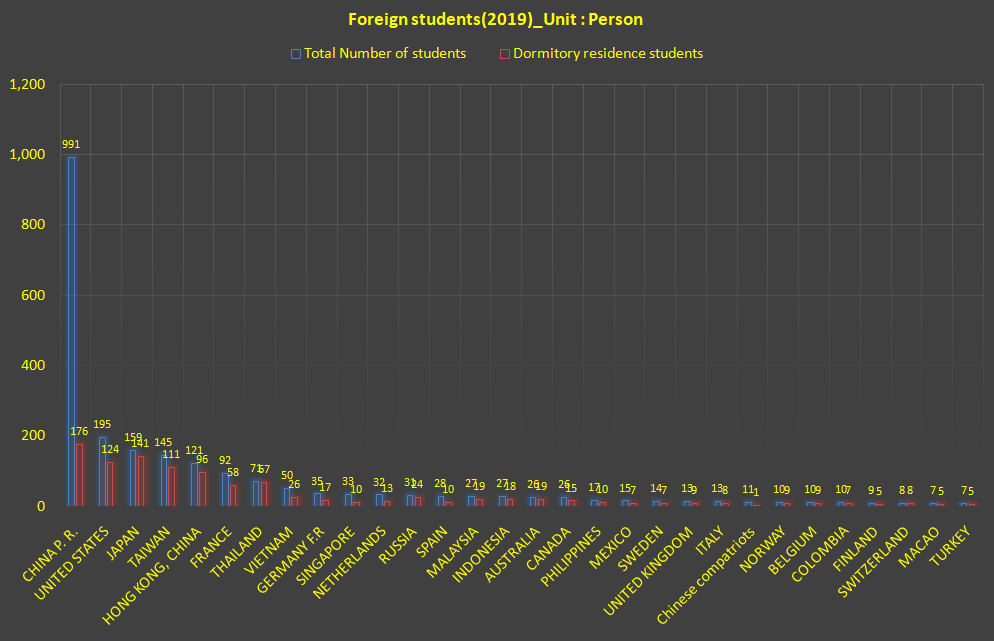 Foreign students(2019)_Unit : Person
Total Number of students
Dormitory residence students
1,200
1,000
800
600
400
200
0
991
176
195
124
159
141
145
111
121
96
92
58
71
67
50
26
35
17
33
10
32
13
31
24
28
10
27
19
27
18
26
19
26
15
17
10
15
7
14
7
13
9
13
8
11
1
10
9
10
9
10
7
9
5
8
8
7
5
7
5
CHINA P. R.
UNITED STATES
JAPAN
TAIWAN
HONG KONG, CHINA
FRANCE
THAILAND
VIETNAM
GERMANY F.R
SINGAPORE
NETHERLANDS
RUSSIA
SPAIN
MALAYSIA
INDONESIA
AUSTRALIA
CANADA
PHILIPPINES
MEXICO
SWEDEN
UNITED KINGDOM
ITALY
Chinese compatriots
NORWAY
BELGIUM
COLOMBIA
FINLAND
SWITZERLAND
MACAO
TURKEY